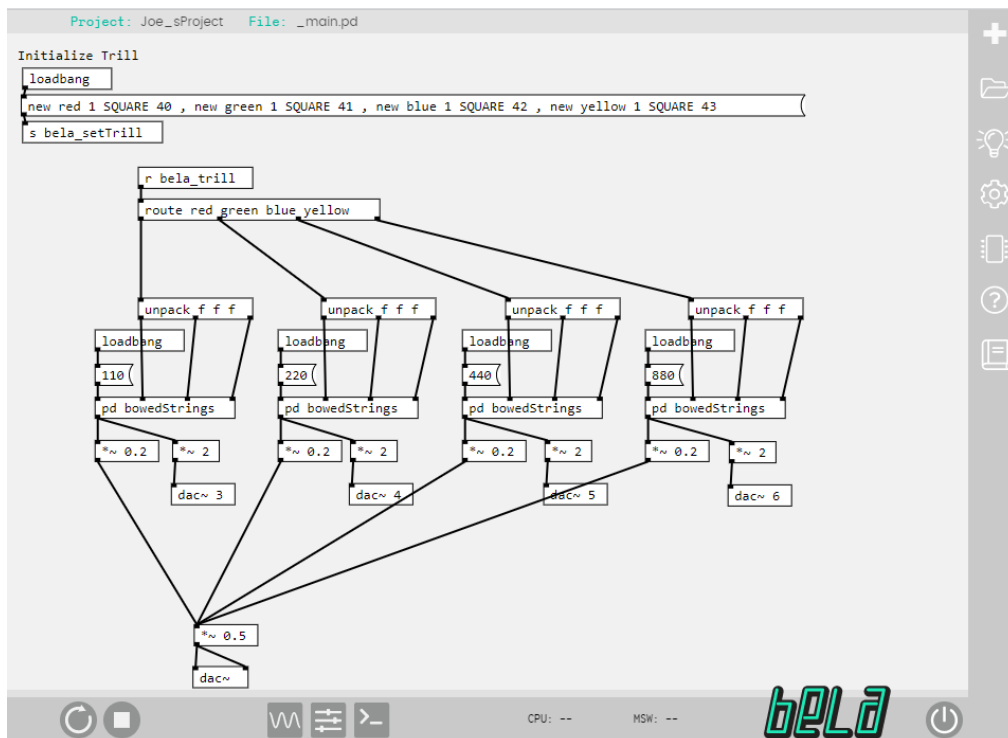 Project: Joe_sProject File: _main.pd
Initialize Trill
loadbang
new red 1 SQUARE 40 , new green 1 SQUARE 41 , new blue 1 SQUARE 42 , new yellow 1 SQUARE 43
s bela_setTrill
r bela_trill
route red green blue yellow
unpack f f f unpack f f f unpack f f f unpack f f f
loadbang loadbang loadbang loadbang
110 220 440 880
pd bowedStrings pd bowedStrings pd bowedStrings pd bowedStrings
*~ 0.2 *~ 2 *~ 0.2 *~ 2 *~ 0.2 *~ 2 *~ 0.2 *~ 2
dac~ 3 dac~ 4 dac~ 5 dac~ 6
*~ 0.5
dac~
CPU: -- MSW: -- bela